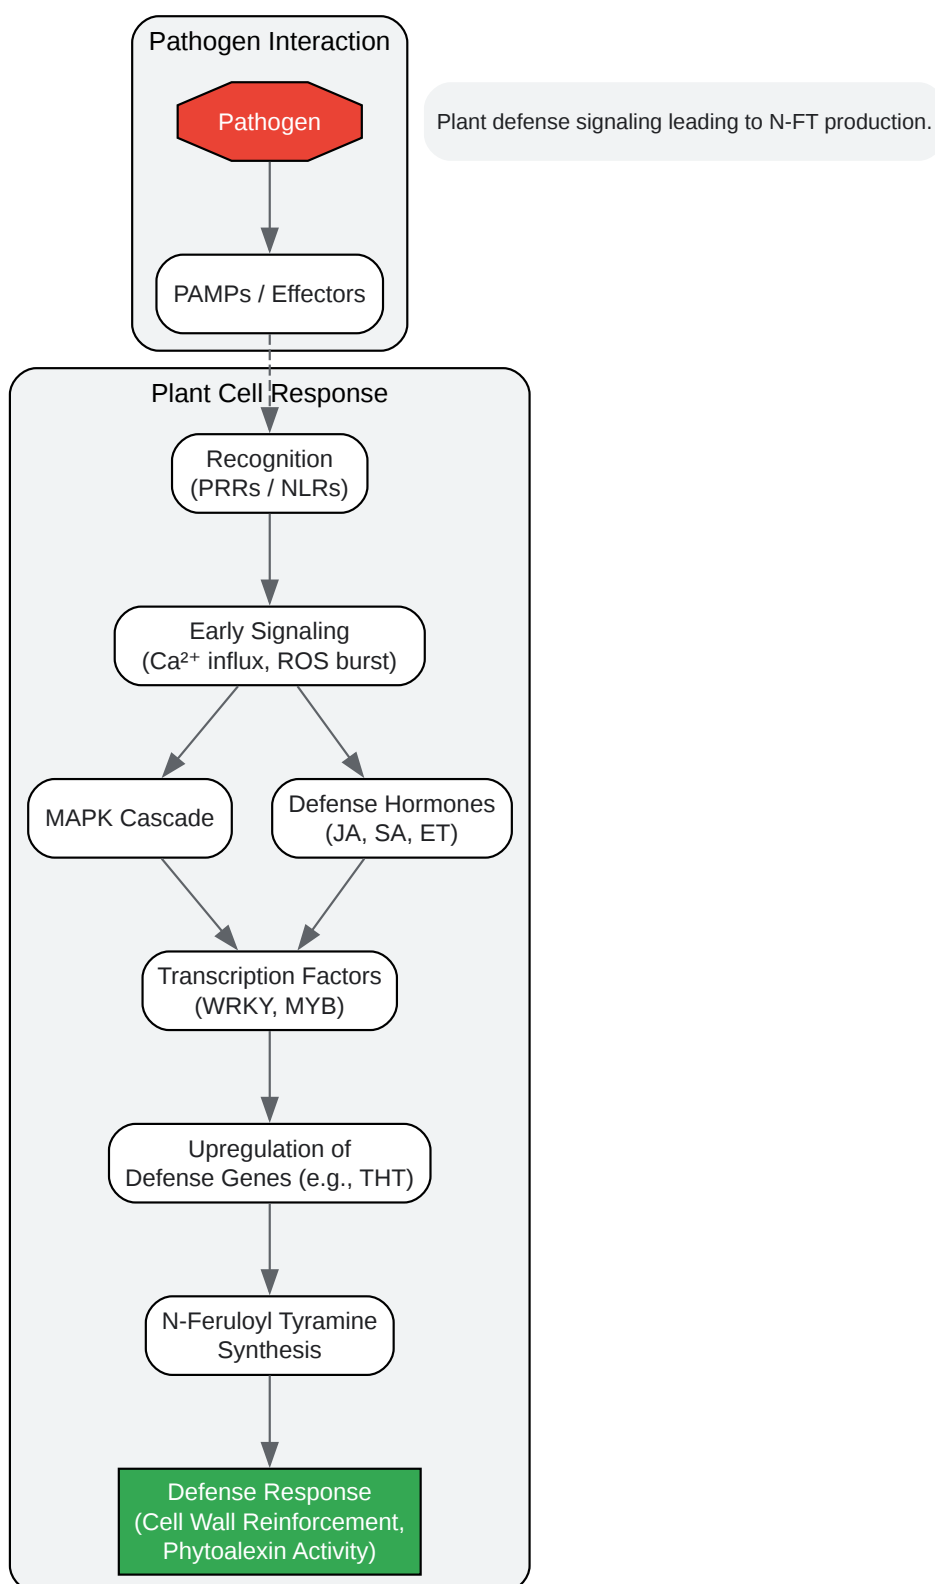 Pathogen Interaction
Pathogen
Plant defense signaling leading to N-FT production.
PAMPs / Effectors
Plant Cell Response
Recognition
(PRRs / NLRs)
Early Signaling
(Ca²⁺ influx, ROS burst)
MAPK Cascade
Defense Hormones
(JA, SA, ET)
Transcription Factors
(WRKY, MYB)
Upregulation of
Defense Genes (e.g., THT)
N-Feruloyl Tyramine
Synthesis
Defense Response
(Cell Wall Reinforcement,
Phytoalexin Activity)